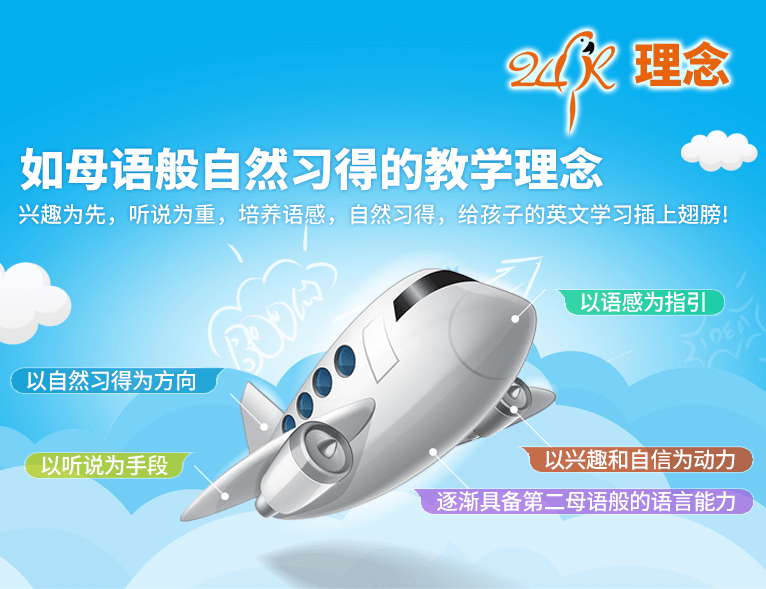 24K 理念
如母语般自然习得的教学理念
兴趣为先，听说为重，培养语感，自然习得，给孩子的英文学习插上翅膀!
BOOM
以语感为指引
IDEA
以自然习得为方向
以听说为手段
以兴趣和自信为动力
逐渐具备第二母语般的语言能力